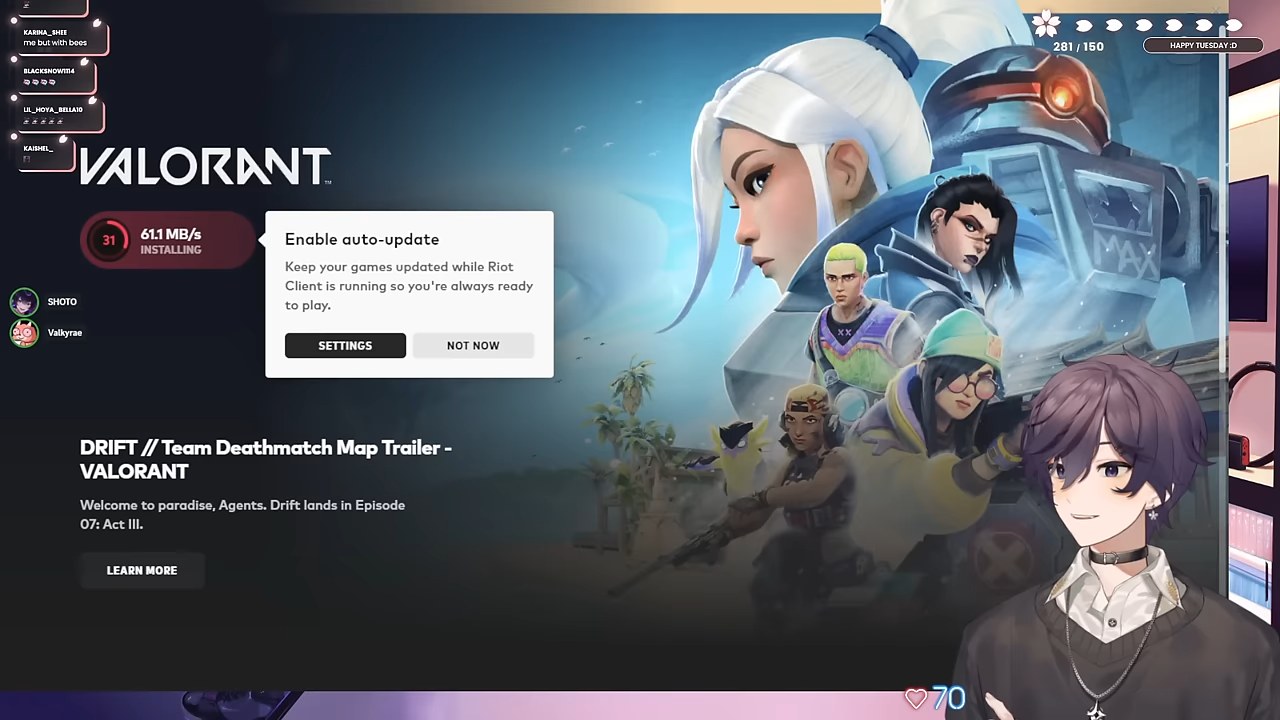 KARINA_SHEE
me but with bees
BLACKSNOW1114
LIL_HOYA_BELLA10
KAISHEL_
281 / 150
HAPPY TUESDAY :D
VALORANT
31
61.1 MB/s
INSTALLING
Enable auto-update
Keep your games updated while Riot
Client is running so you're always ready
to play.
SETTINGS
NOT NOW
SHOTO
Valkyrae
MAX
DRIFT // Team Deathmatch Map Trailer -
VALORANT
Welcome to paradise, Agents. Drift lands in Episode
07: Act III.
LEARN MORE
70